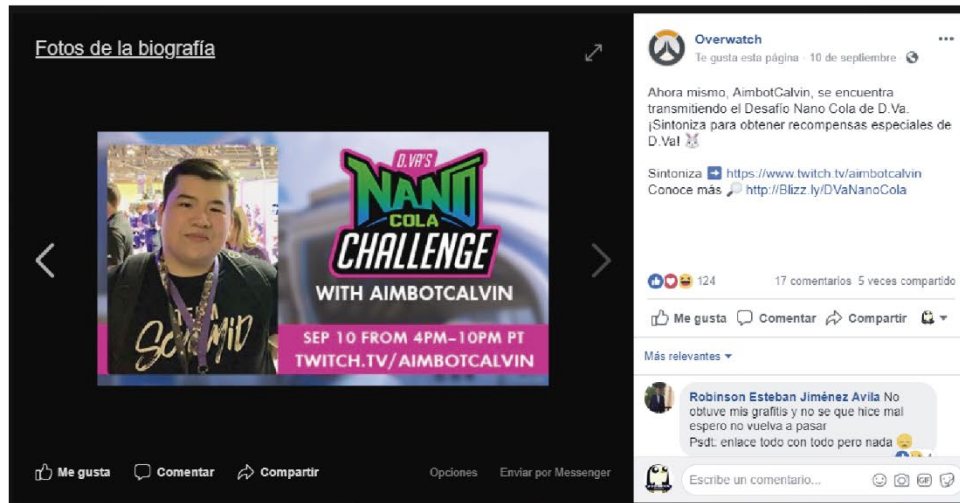 Fotos de la biografía
D.VA'S
NANO
COLA
CHALLENGE
WITH AIMBOTCALVIN
SEP 10 FROM 4PM–10PM PT
TWITCH.TV/AIMBOTCALVIN
Me gusta Comentar Compartir
Opciones Enviar por Messenger
Overwatch
Te gusta esta página · 10 de septiembre ·
Ahora mismo, AimbotCalvin, se encuentra
transmitiendo el Desafío Nano Cola de D.Va.
¡Sintoniza para obtener recompensas especiales de
D.Va!
Sintoniza https://www.twitch.tv/aimbotcalvin
Conoce más http://Blizz.ly/DVaNanoCola
124 17 comentarios 5 veces compartido
Me gusta Comentar Compartir
Más relevantes
Robinson Esteban Jiménez Avila No
obtuve mis grafitis y no se que hice mal
espero no vuelva a pasar
Psdt: enlace todo con todo pero nada
Escribe un comentario...
GIF